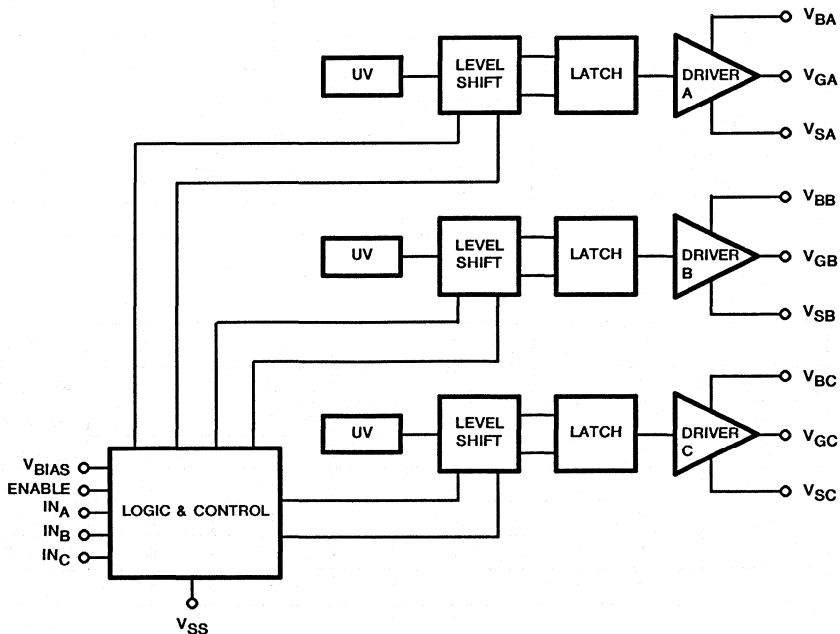 V_BA
UV
LEVEL
SHIFT
LATCH
DRIVER
A
V_GA
V_SA
V_BB
UV
LEVEL
SHIFT
LATCH
DRIVER
B
V_GB
V_SB
V_BC
UV
LEVEL
SHIFT
LATCH
DRIVER
C
V_GC
V_SC
V_BIAS
ENABLE
IN_A
IN_B
IN_C
LOGIC & CONTROL
V_SS